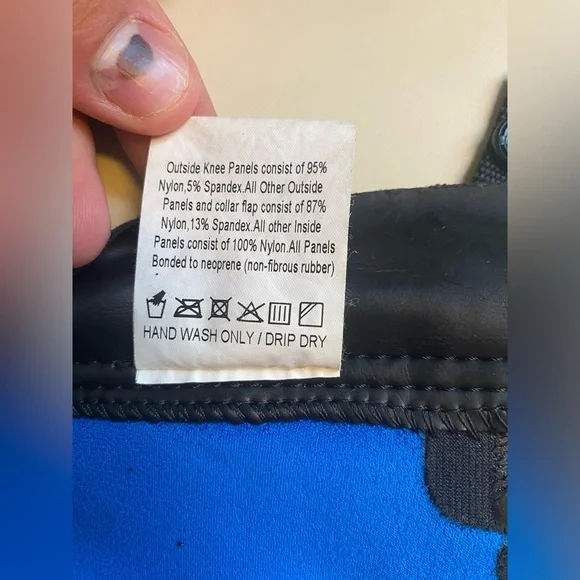 Outside Knee Panels consist of 95%
Nylon,5% Spandex.All Other Outside
Panels and collar flap consist of 87%
Nylon,13% Spandex.All other Inside
Panels consist of 100% Nylon.All Panels
Bonded to neoprene (non-fibrous rubber)
HAND WASH ONLY / DRIP DRY